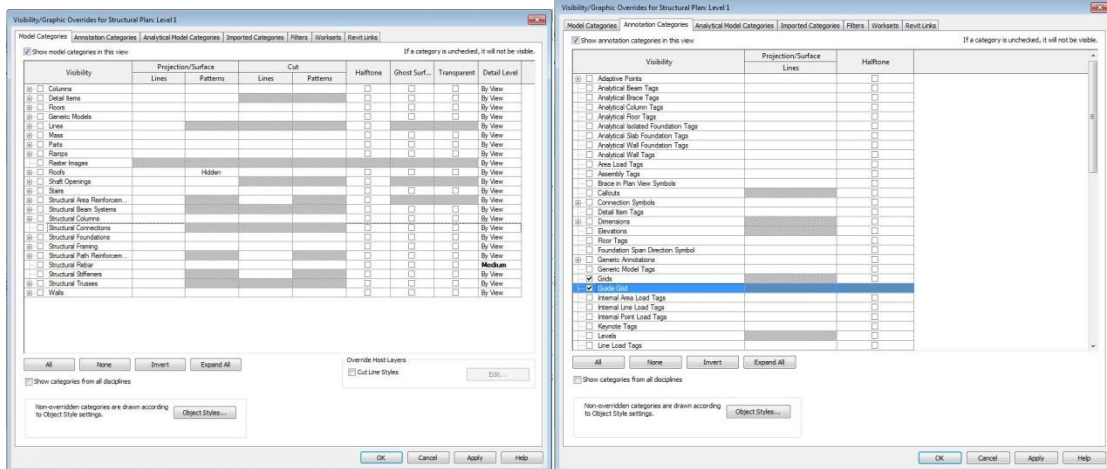 Visibility/Graphic Overrides for Structural Plan: Level 1
Model Categories Annotation Categories Analytical Model Categories Imported Categories Filters Worksets Revit Links
Show model categories in this view If a category is unchecked, it will not be visible.
Visibility Projection/Surface Cut Halftone Ghost Surf... Transparent Detail Level
Lines Patterns Lines Patterns
Columns By View
Detail Items By View
Floors By View
Generic Models By View
Lines By View
Mass By View
Parts By View
Ramps By View
Raster Images By View
Roofs Hidden By View
Shaft Openings By View
Stairs By View
Structural Area Reinforcem... By View
Structural Beam Systems By View
Structural Columns By View
Structural Connections By View
Structural Foundations By View
Structural Framing By View
Structural Path Reinforcem... By View
Structural Rebar Medium
Structural Stiffeners By View
Structural Trusses By View
Walls By View
All None Invert Expand All
Override Host Layers
Cut Line Styles Edit...
Show categories from all disciplines
Non-overridden categories are drawn according
to Object Style settings.
Object Styles...
OK Cancel Apply Help
Visibility/Graphic Overrides for Structural Plan: Level 1
Model Categories Annotation Categories Analytical Model Categories Imported Categories Filters Worksets Revit Links
Show annotation categories in this view If a category is unchecked, it will not be visible.
Visibility Projection/Surface Halftone
Lines
Adaptive Points
Analytical Beam Tags
Analytical Brace Tags
Analytical Column Tags
Analytical Floor Tags
Analytical Isolated Foundation Tags
Analytical Slab Foundation Tags
Analytical Wall Foundation Tags
Analytical Wall Tags
Area Load Tags
Assembly Tags
Brace in Plan View Symbols
Callouts
Connection Symbols
Detail Item Tags
Dimensions
Elevations
Floor Tags
Foundation Span Direction Symbol
Generic Annotations
Generic Model Tags
Grids
Guide Grid
Internal Area Load Tags
Internal Line Load Tags
Internal Point Load Tags
Keynote Tags
Levels
Line Load Tags
All None Invert Expand All
Show categories from all disciplines
Non-overridden categories are drawn according
to Object Style settings.
Object Styles...
OK Cancel Apply Help